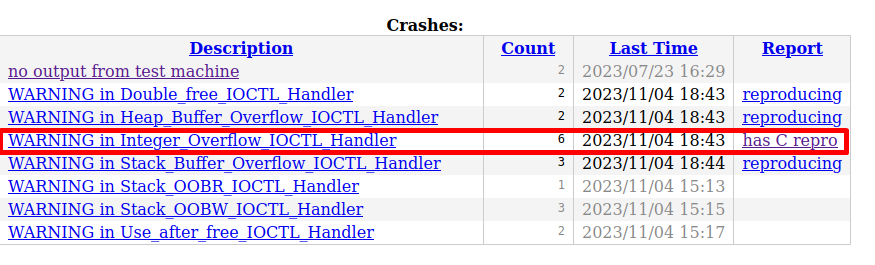 Crashes:
Description Count Last Time Report
no output from test machine 2 2023/07/23 16:29
WARNING in Double_free_IOCTL_Handler 2 2023/11/04 18:43 reproducing
WARNING in Heap_Buffer_Overflow_IOCTL_Handler 2 2023/11/04 18:43 reproducing
WARNING in Integer_Overflow_IOCTL_Handler 6 2023/11/04 18:43 has C repro
WARNING in Stack_Buffer_Overflow_IOCTL_Handler 3 2023/11/04 18:44 reproducing
WARNING in Stack_OOBR_IOCTL_Handler 1 2023/11/04 15:13
WARNING in Stack_OOBW_IOCTL_Handler 3 2023/11/04 15:15
WARNING in Use_after_free_IOCTL_Handler 2 2023/11/04 15:17